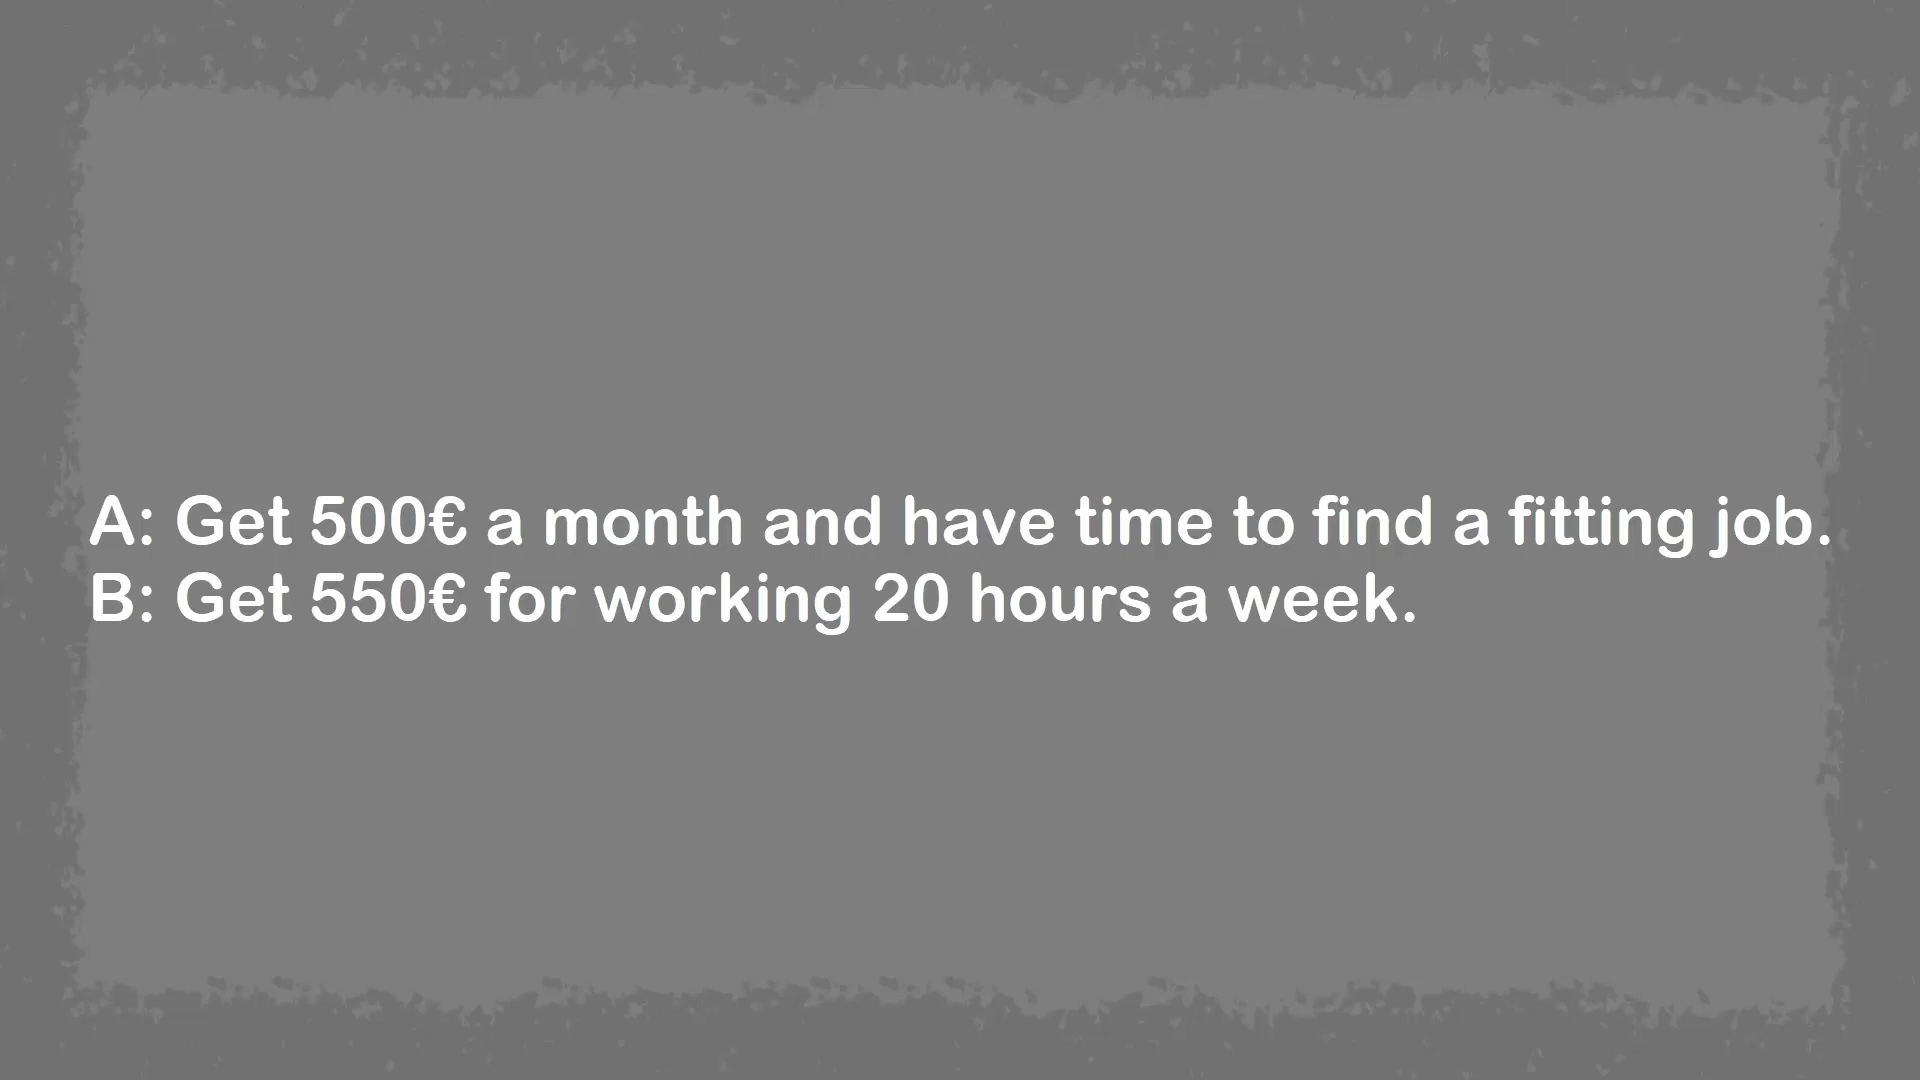 A: Get 500€ a month and have time to find a fitting job.
B: Get 550€ for working 20 hours a week.